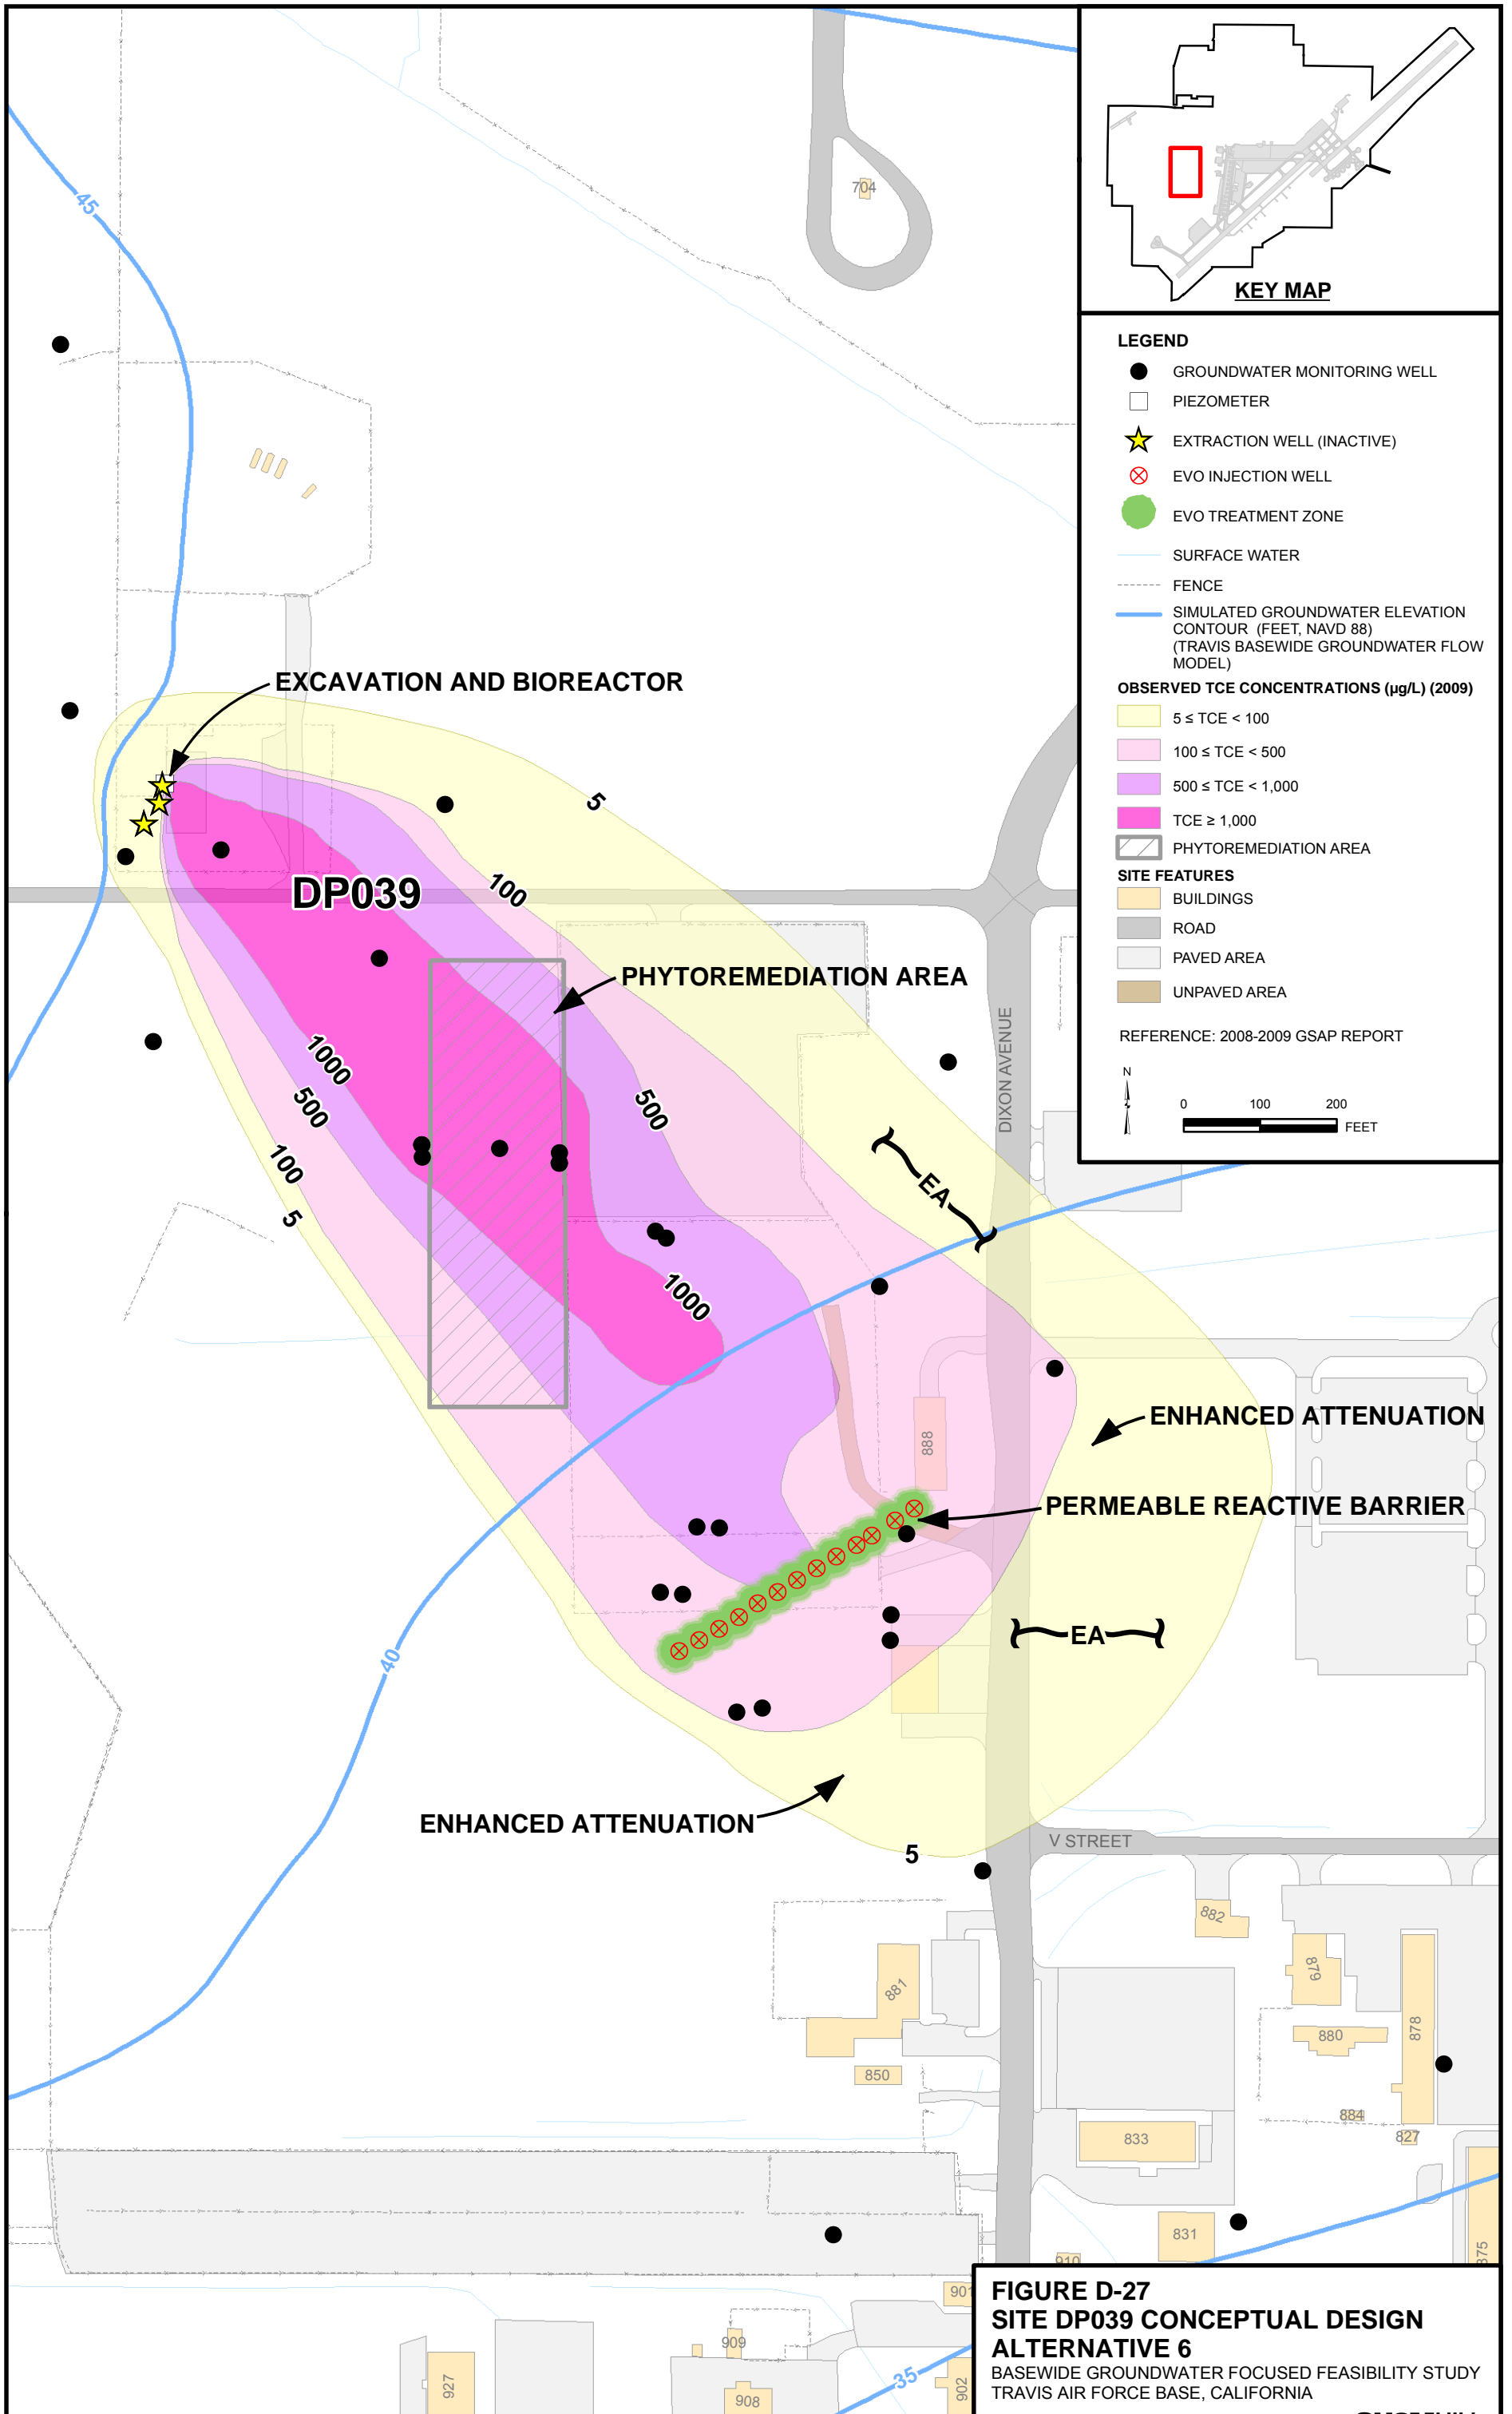 KEY MAP
LEGEND
GROUNDWATER MONITORING WELL
PIEZOMETER
EXTRACTION WELL (INACTIVE)
EVO INJECTION WELL
EVO TREATMENT ZONE
SURFACE WATER
FENCE
SIMULATED GROUNDWATER ELEVATION
CONTOUR (FEET, NAVD 88)
(TRAVIS BASEWIDE GROUNDWATER FLOW
MODEL)
OBSERVED TCE CONCENTRATIONS (µg/L) (2009)
5 ≤ TCE < 100
100 ≤ TCE < 500
500 ≤ TCE < 1,000
TCE ≥ 1,000
PHYTOREMEDIATION AREA
SITE FEATURES
BUILDINGS
ROAD
PAVED AREA
UNPAVED AREA
REFERENCE: 2008-2009 GSAP REPORT
N
0 100 200
FEET
45
704
EXCAVATION AND BIOREACTOR
5
100
DP039
PHYTOREMEDIATION AREA
DIXON AVENUE
1000
500
500
100
5
EA
1000
ENHANCED ATTENUATION
888
PERMEABLE REACTIVE BARRIER
EA
40
ENHANCED ATTENUATION
5
V STREET
882
881
879
880
878
850
884
827
833
831
910
875
901
909
927
908
902
35
FIGURE D-27
SITE DP039 CONCEPTUAL DESIGN
ALTERNATIVE 6
BASEWIDE GROUNDWATER FOCUSED FEASIBILITY STUDY
TRAVIS AIR FORCE BASE, CALIFORNIA